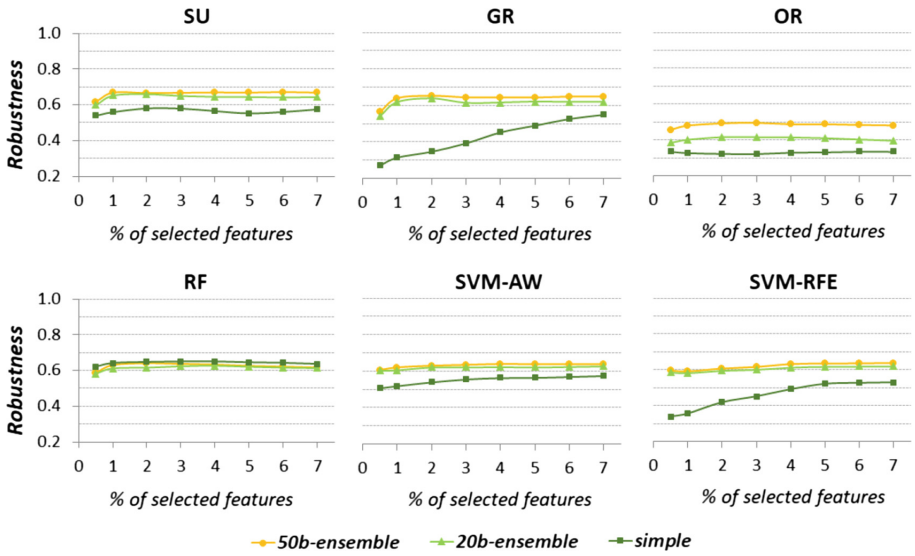 SU GR OR
Robustness
1.0
0.8
0.6
0.4
0.2
0 1 2 3 4 5 6 7 0 1 2 3 4 5 6 7 0 1 2 3 4 5 6 7
% of selected features % of selected features % of selected features
RF SVM-AW SVM-RFE
Robustness
1.0
0.8
0.6
0.4
0.2
0 1 2 3 4 5 6 7 0 1 2 3 4 5 6 7 0 1 2 3 4 5 6 7
% of selected features % of selected features % of selected features
50b-ensemble 20b-ensemble simple